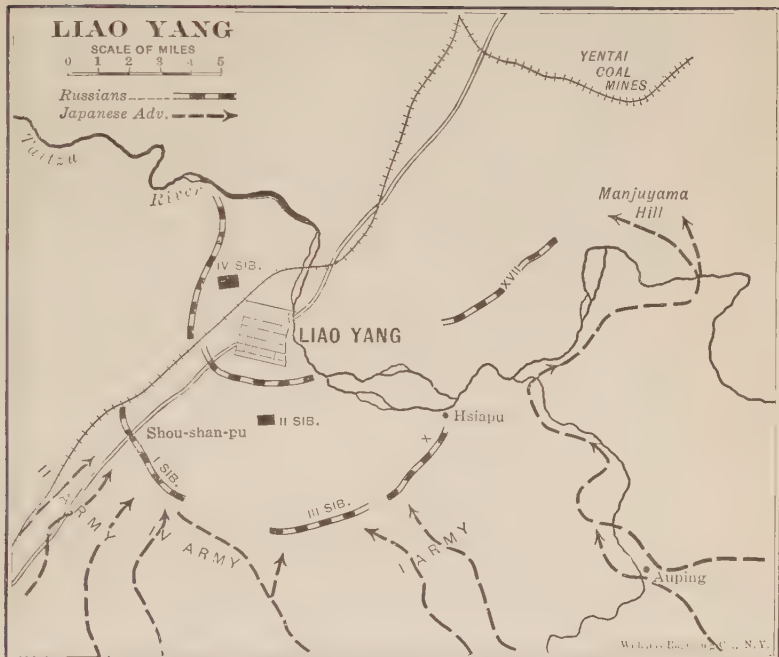 LIAO YANG
SCALE OF MILES
0 1 2 3 4 5
Russians
Japanese Adv.
YENTAI
COAL
MINES
Taitzu
River
Manjuyama
Hill
IV SIB.
XVII
LIAO YANG
II SIB.
Hsiapu
Shou-shan-pu
X
I SIB.
III SIB.
II ARMY
IV ARMY
I ARMY
Auping
N.Y.